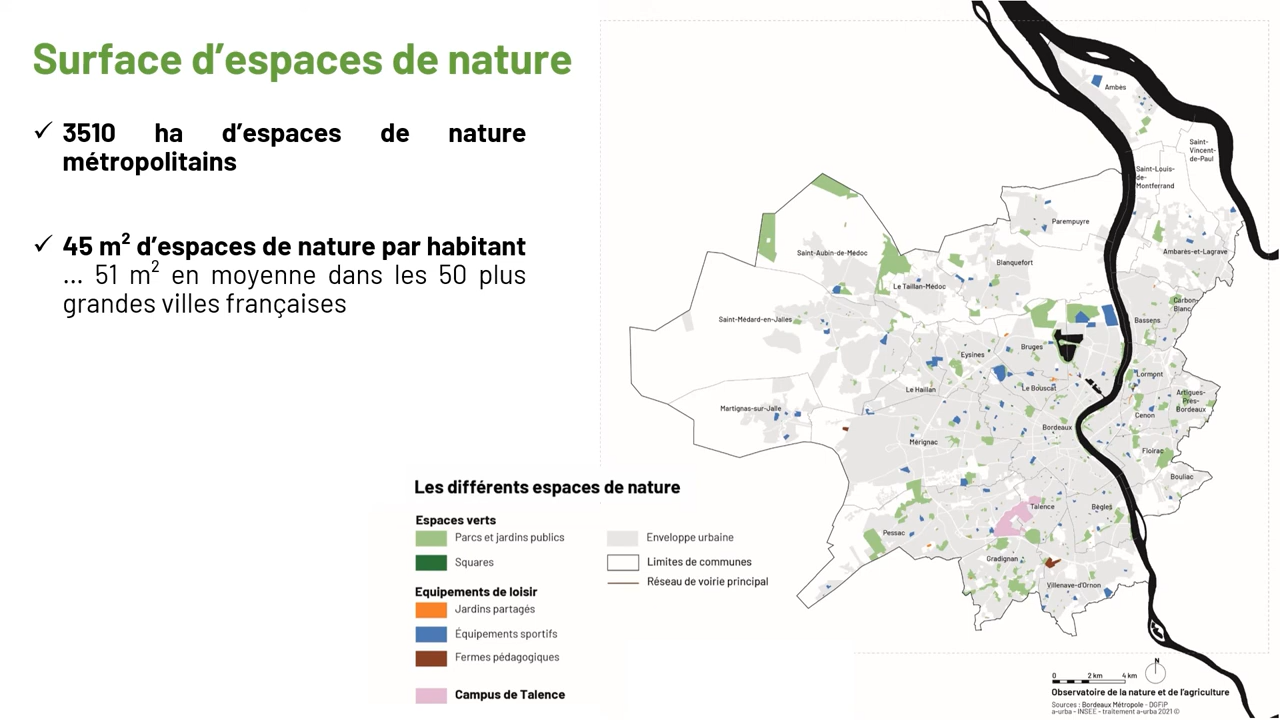 Surface d’espaces de nature
✓ 3510 ha d’espaces de nature
métropolitains
✓ 45 m² d’espaces de nature par habitant
... 51 m² en moyenne dans les 50 plus
grandes villes françaises
Ambès
Saint-
Vincent-
de-Paul
Saint-Louis-
de-
Montferrand
Parempuyre
Saint-Aubin-de-Médoc
Ambarès-et-Lagrave
Blanquefort
Le Taillan-Médoc
Carbon-
Blanc
Saint-Médard-en-Jalles
Bassens
Bruges
Eysines
Lormont
Le Haillan
Le Bouscat
Artigues-
Près-
Bordeaux
Martignas-sur-Jalle
Cenon
Bordeaux
Mérignac
Floirac
Bouliac
Talence
Bègles
Pessac
Gradignan
Villenave-d'Ornon
Les différents espaces de nature
Espaces verts
Parcs et jardins publics
Squares
Equipements de loisir
Jardins partagés
Équipements sportifs
Fermes pédagogiques
Campus de Talence
Enveloppe urbaine
Limites de communes
Réseau de voirie principal
N
0 2 km 4 km
Observatoire de la nature et de l'agriculture
Sources : Bordeaux Métropole - DGFiP
a-urba - INSEE - traitement a-urba 2021 ©